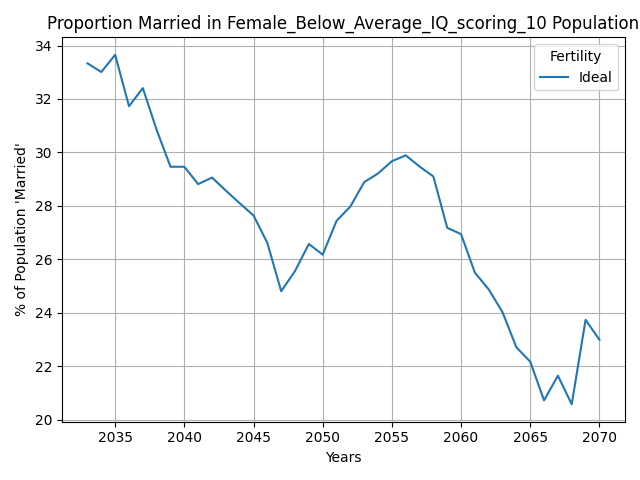 Proportion Married in Female_Below_Average_IQ_scoring_10 Population
Fertility
Ideal
% of Population 'Married'
34
32
30
28
26
24
22
20
2035 2040 2045 2050 2055 2060 2065 2070
Years